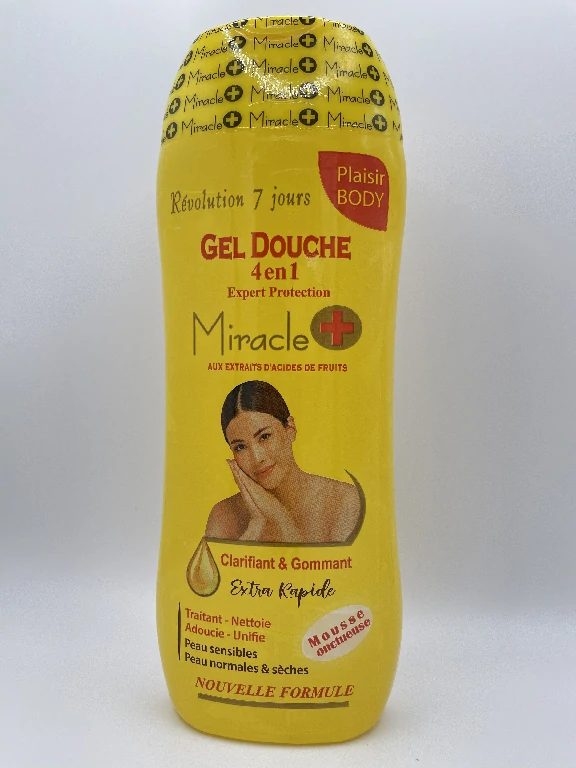 Miracle Miracle
Miracle Miracle Miracle
Miracle Miracle Miracle
Miracle Miracle Miracle
Miracle Miracle Miracle
Plaisir
BODY
Révolution 7 jours
GEL DOUCHE
4 en 1
Expert Protection
Miracle
AUX EXTRAITS D'ACIDES DE FRUITS
Clarifiant & Gommant
Extra Rapide
Traitant - Nettoie
Adoucie - Unifie
Peau sensibles
Peau normales & sèches
Mousse
onctueuse
NOUVELLE FORMULE